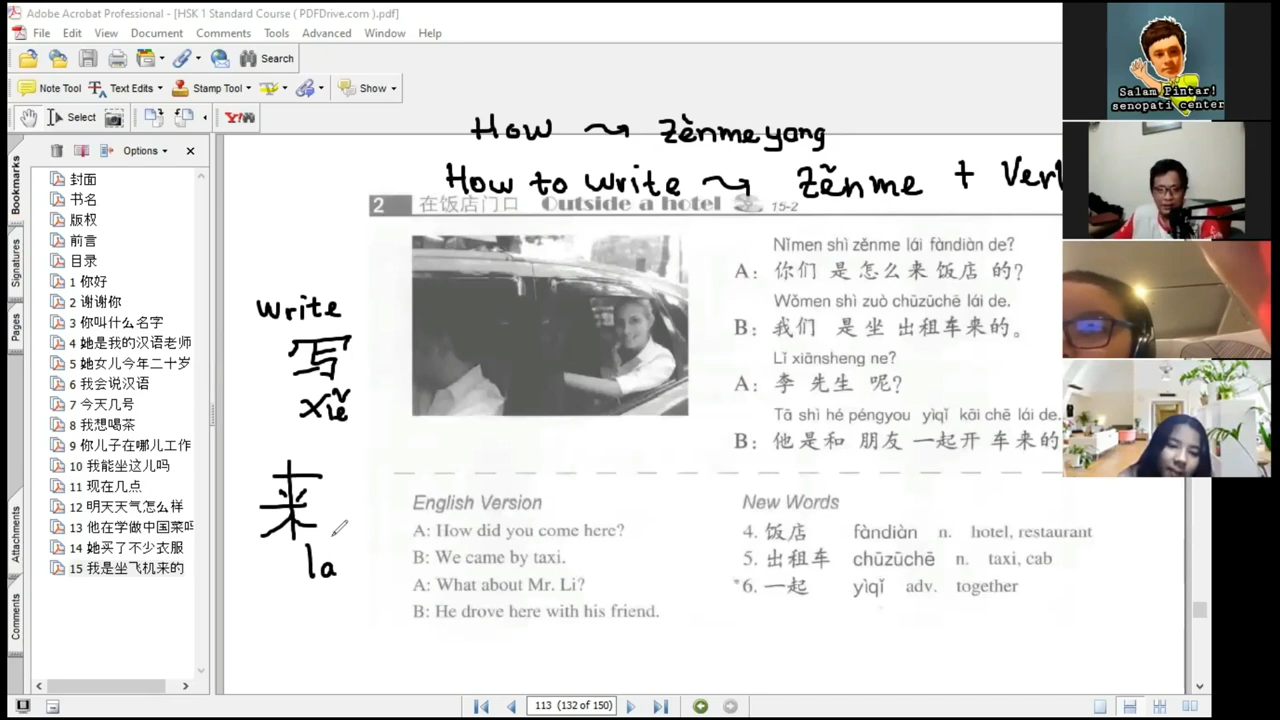 Adobe Acrobat Professional - [HSK 1 Standard Course ( PDFDrive.com ).pdf]
File Edit View Document Comments Tools Advanced Window Help
Search
Note Tool Text Edits Stamp Tool Show
Select Y!
Options
Bookmarks
Signatures
Pages
Attachments
Comments
封面
书名
版权
前言
目录
1 你好
2 谢谢你
3 你叫什么名字
4 她是我的汉语老师
5 她女儿今年二十岁
6 我会说汉语
7 今天几号
8 我想喝茶
9 你儿子在哪儿工作
10 我能坐这儿吗
11 现在几点
12 明天天气怎么样
13 他在学做中国菜吗
14 她买了不少衣服
15 我是坐飞机来的
How → zěnmeyang
How to write → zěnme + Verb
write
写
xiě
来
la
2 在饭店门口 Outside a hotel 15-2
Nǐmen shì zěnme lái fàndiàn de?
A: 你们 是 怎么 来 饭店 的?
Wǒmen shì zuò chūzūchē lái de.
B: 我们 是 坐 出租车 来 的。
Lǐ xiānsheng ne?
A: 李 先生 呢?
Tā shì hé péngyou yìqǐ kāi chē lái de.
B: 他 是 和 朋友 一起 开 车 来 的
English Version
A: How did you come here?
B: We came by taxi.
A: What about Mr. Li?
B: He drove here with his friend.
New Words
4. 饭店 fàndiàn n. hotel, restaurant
5. 出租车 chūzūchē n. taxi, cab
*6. 一起 yìqǐ adv. together
113 (132 of 150)
Salam Pintar!
senopati center